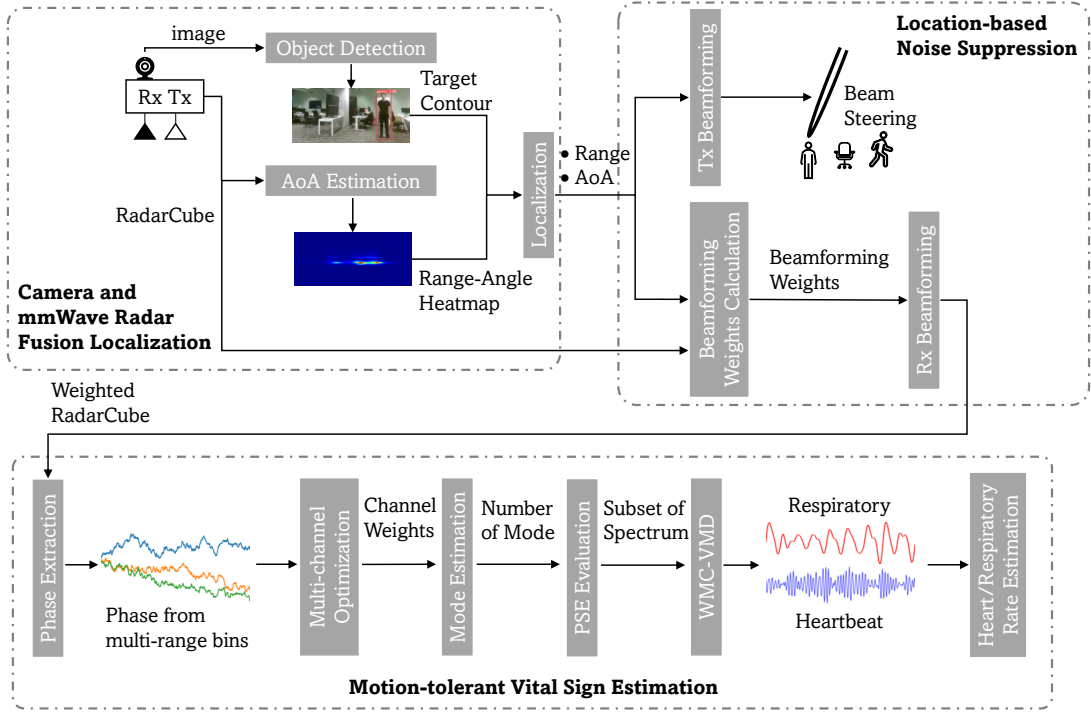 image
Object Detection
Rx Tx
Target
Contour
AoA Estimation
RadarCube
Range-Angle
Heatmap
Localization
Camera and
mmWave Radar
Fusion Localization
• Range
• AoA
Location-based
Noise Suppression
Tx Beamforming
Beam
Steering
Beamforming
Weights Calculation
Beamforming
Weights
Rx Beamforming
Weighted
RadarCube
Phase Extraction
Phase from
multi-range bins
Multi-channel
Optimization
Channel
Weights
Mode Estimation
Number
of Mode
PSE Evaluation
Subset of
Spectrum
WMC-VMD
Respiratory
Heartbeat
Heart/Respiratory
Rate Estimation
Motion-tolerant Vital Sign Estimation